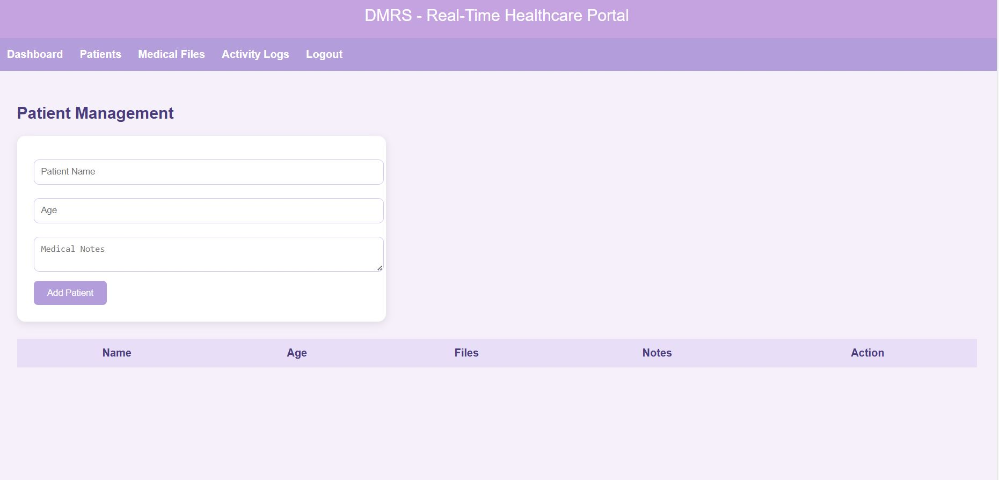 DMRS - Real-Time Healthcare Portal
Dashboard Patients Medical Files Activity Logs Logout
Patient Management
Patient Name
Age
Medical Notes
Add Patient
Name Age Files Notes Action